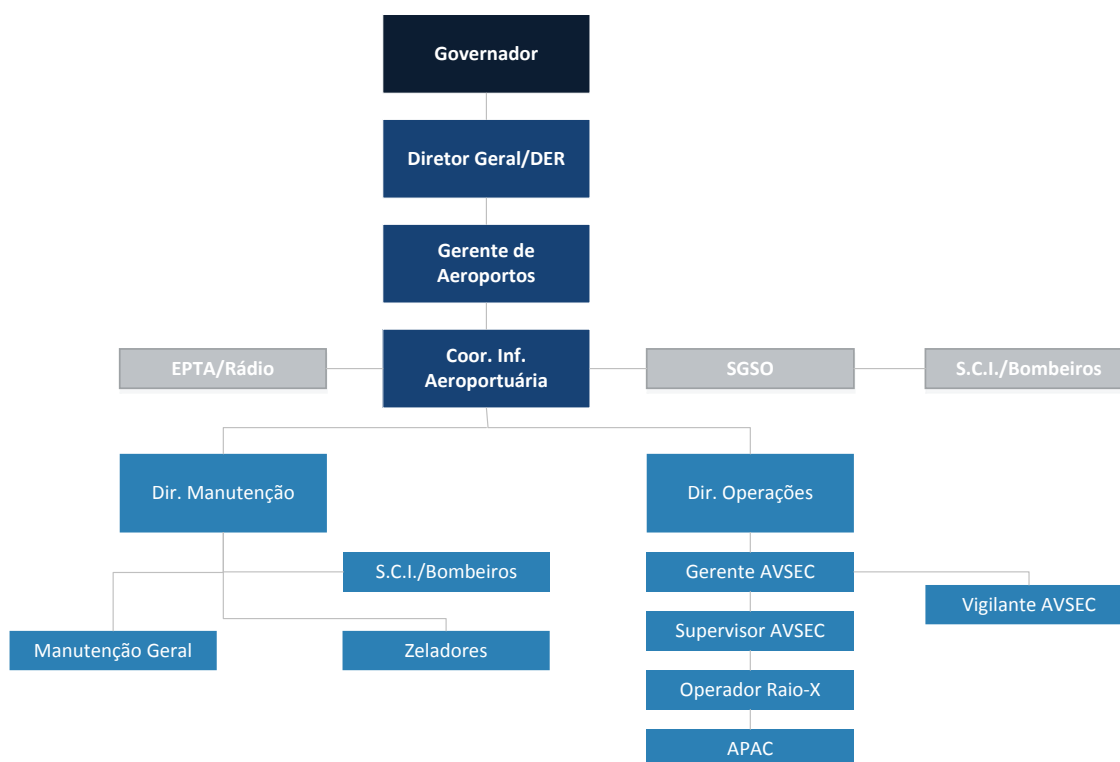 Governador
Diretor Geral/DER
Gerente de
Aeroportos
EPTA/Rádio
Coor. Inf.
Aeroportuária
SGSO
S.C.I./Bombeiros
Dir. Manutenção
Dir. Operações
S.C.I./Bombeiros
Gerente AVSEC
Vigilante AVSEC
Manutenção Geral
Zeladores
Supervisor AVSEC
Operador Raio-X
APAC